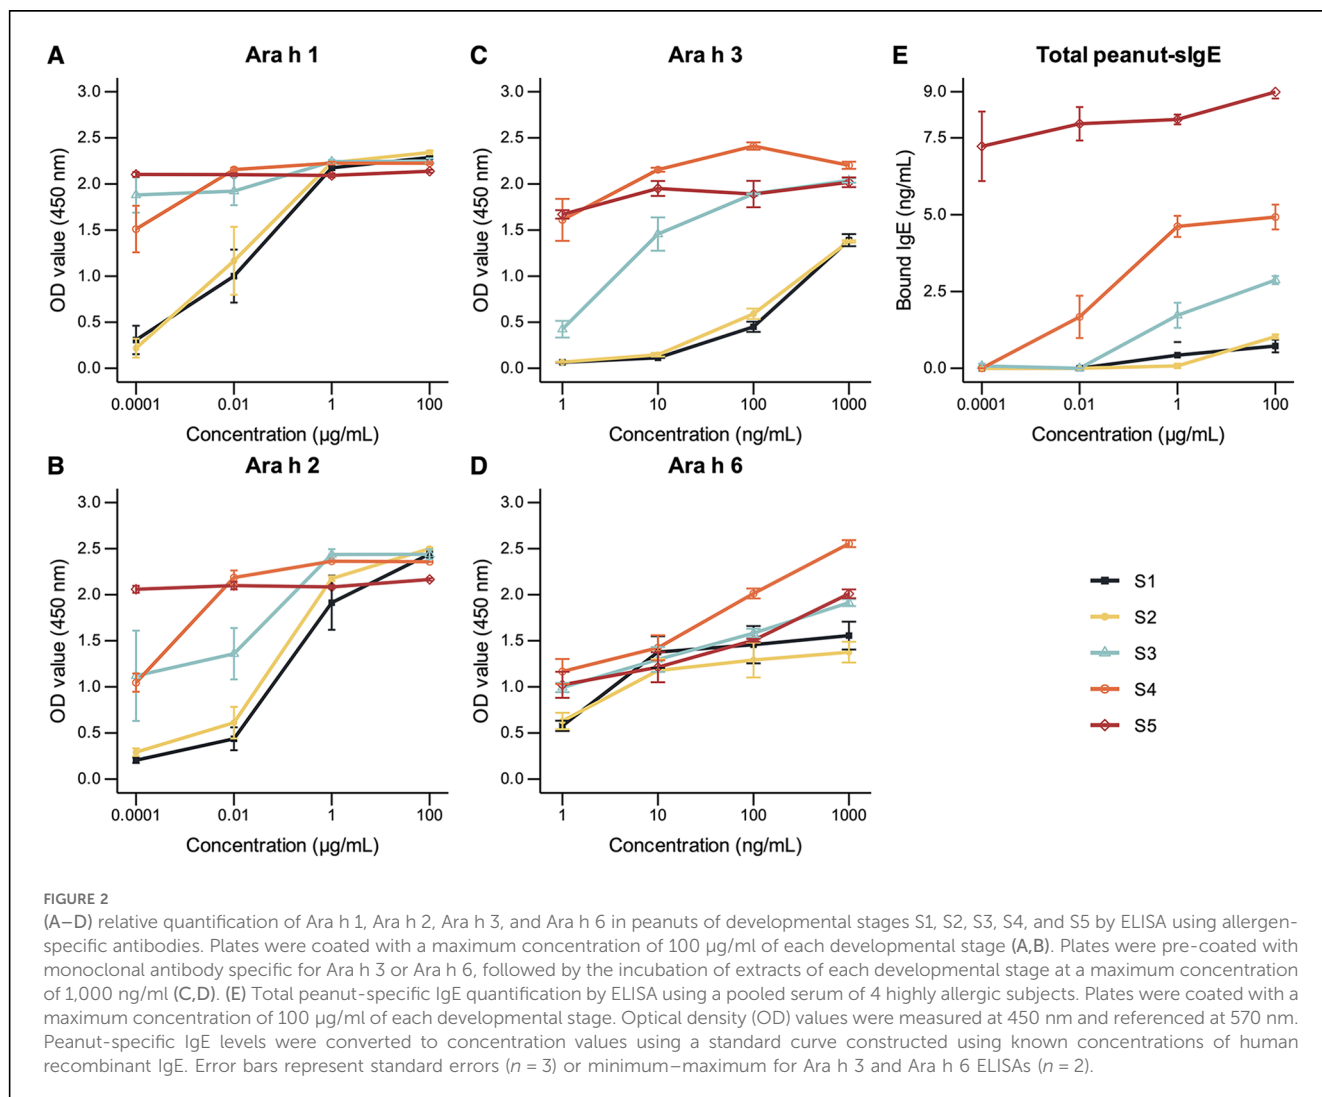 A
Ara h 1
3.0
2.5
2.0
1.5
1.0
0.5
0.0
OD value (450 nm)
0.0001
0.01
1
100
Concentration (µg/mL)
C
Ara h 3
3.0
2.5
2.0
1.5
1.0
0.5
0.0
OD value (450 nm)
1
10
100
1000
Concentration (ng/mL)
E
Total peanut-sIgE
9.0
7.5
5.0
2.5
0.0
Bound IgE (ng/mL)
0.0001
0.01
1
100
Concentration (µg/mL)
B
Ara h 2
3.0
2.5
2.0
1.5
1.0
0.5
0.0
OD value (450 nm)
0.0001
0.01
1
100
Concentration (µg/mL)
D
Ara h 6
3.0
2.5
2.0
1.5
1.0
0.5
0.0
OD value (450 nm)
1
10
100
1000
Concentration (ng/mL)
S1
S2
S3
S4
S5
FIGURE 2
(A–D) relative quantification of Ara h 1, Ara h 2, Ara h 3, and Ara h 6 in peanuts of developmental stages S1, S2, S3, S4, and S5 by ELISA using allergen-
specific antibodies. Plates were coated with a maximum concentration of 100 µg/ml of each developmental stage (A,B). Plates were pre-coated with
monoclonal antibody specific for Ara h 3 or Ara h 6, followed by the incubation of extracts of each developmental stage at a maximum concentration
of 1,000 ng/ml (C,D). (E) Total peanut-specific IgE quantification by ELISA using a pooled serum of 4 highly allergic subjects. Plates were coated with a
maximum concentration of 100 µg/ml of each developmental stage. Optical density (OD) values were measured at 450 nm and referenced at 570 nm.
Peanut-specific IgE levels were converted to concentration values using a standard curve constructed using known concentrations of human
recombinant IgE. Error bars represent standard errors (n = 3) or minimum–maximum for Ara h 3 and Ara h 6 ELISAs (n = 2).